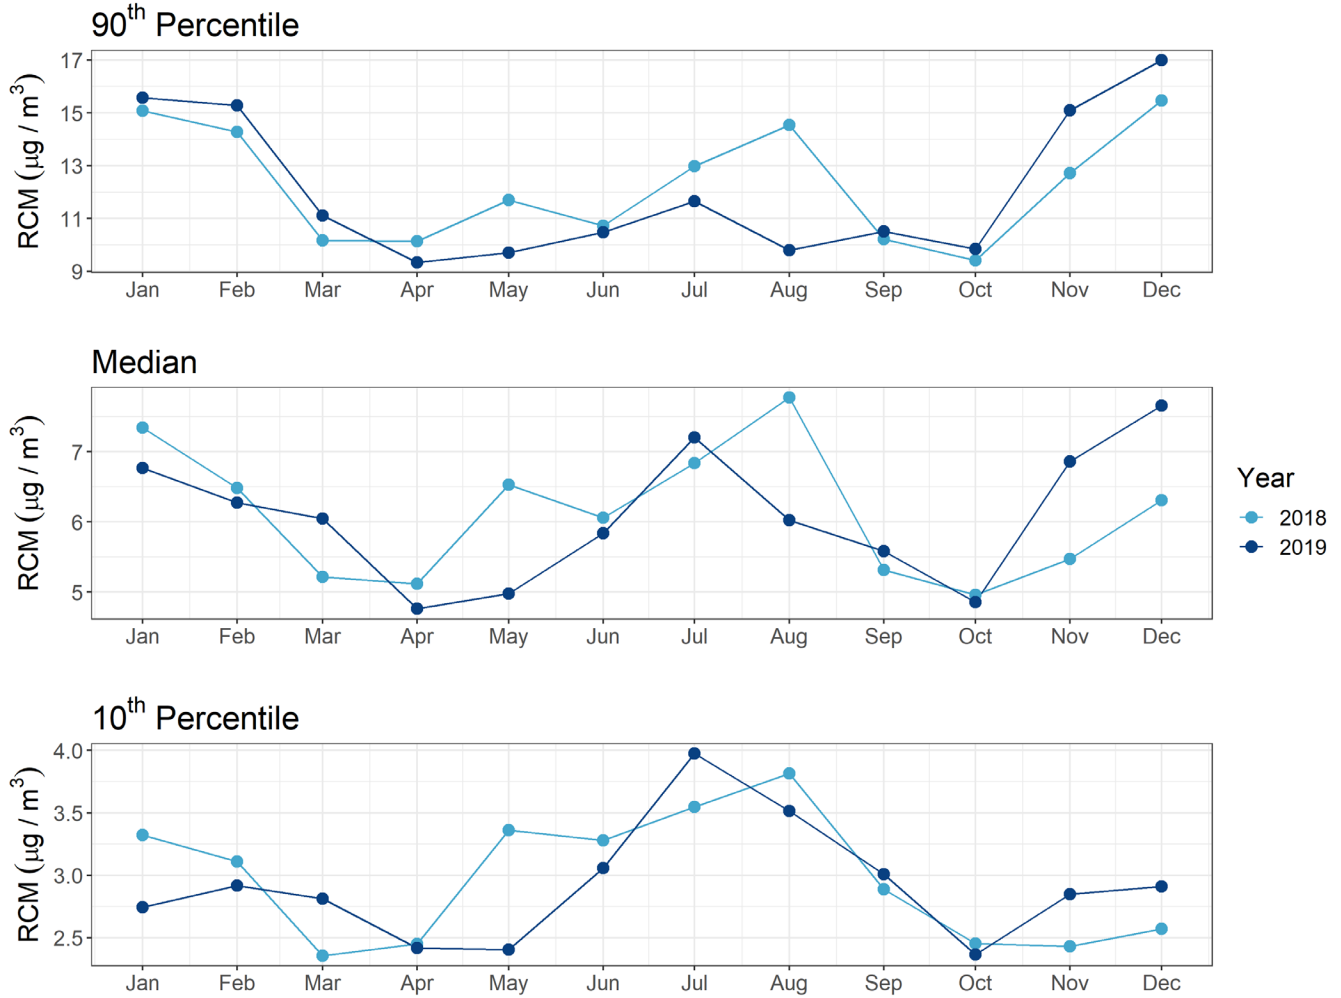 90th Percentile
RCM (μg / m3)
17
15
13
11
9
Jan Feb Mar Apr May Jun Jul Aug Sep Oct Nov Dec
Median
RCM (μg / m3)
7
6
5
Jan Feb Mar Apr May Jun Jul Aug Sep Oct Nov Dec
Year
2018
2019
10th Percentile
RCM (μg / m3)
4.0
3.5
3.0
2.5
Jan Feb Mar Apr May Jun Jul Aug Sep Oct Nov Dec